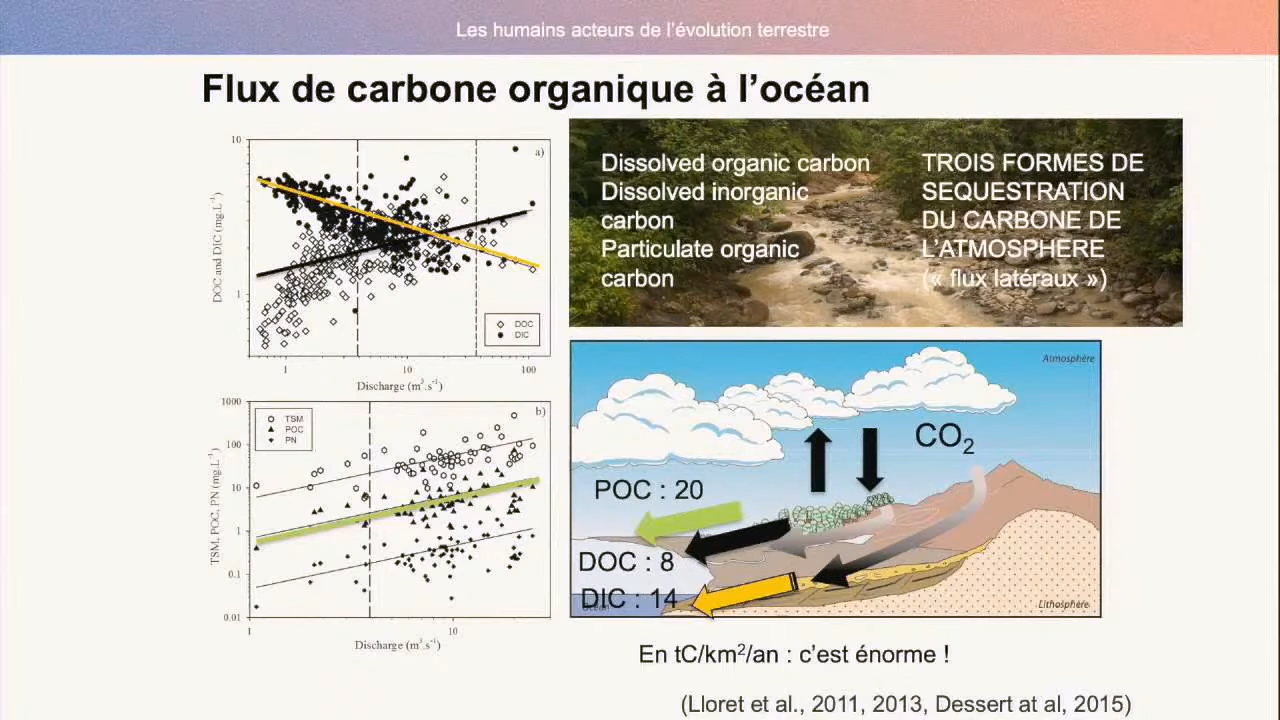 Les humains acteurs de l'évolution terrestre
Flux de carbone organique à l'océan
10
a)
1
DOC and DIC (mg.L⁻¹)
DOC
DIC
1
10
100
Discharge (m³.s⁻¹)
1000
b)
TSM
POC
PN
100
10
1
0.1
0.01
TSM, POC, PN (mg.L⁻¹)
1
10
Discharge (m³.s⁻¹)
Dissolved organic carbon
Dissolved inorganic
carbon
Particulate organic
carbon
TROIS FORMES DE
SEQUESTRATION
DU CARBONE DE
L'ATMOSPHERE
(« flux latéraux »)
Atmosphère
CO₂
POC : 20
DOC : 8
DIC : 14
Océan
Lithosphère
En tC/km²/an : c'est énorme !
(Lloret et al., 2011, 2013, Dessert at al, 2015)